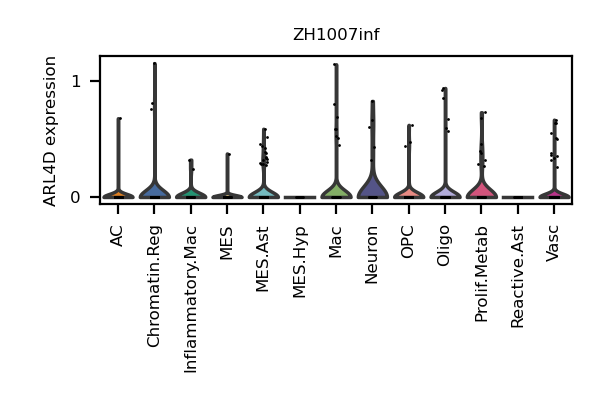 ZH1007inf
ARL4D expression
1
0
AC
Chromatin.Reg
Inflammatory.Mac
MES
MES.Ast
MES.Hyp
Mac
Neuron
OPC
Oligo
Prolif.Metab
Reactive.Ast
Vasc